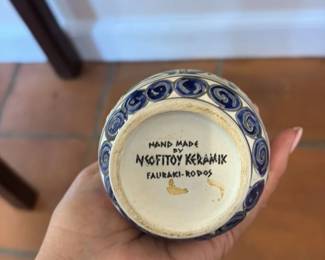 HAND MADE
BY
NEOFITOY KERAMIK
FALIRAKI-RODOS